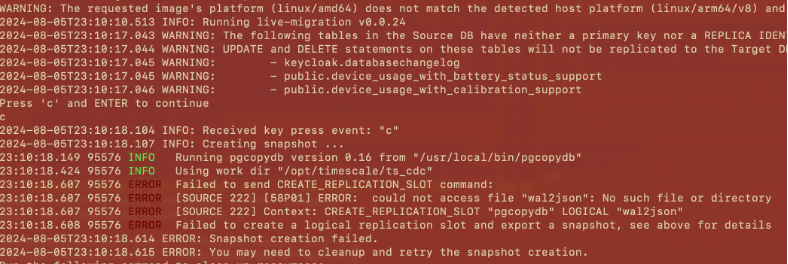 WARNING: The requested image's platform (linux/amd64) does not match the detected host platform (linux/arm64/v8) and
2024-08-05T23:10:10.513 INFO: Running live-migration v0.0.24
2024-08-05T23:10:17.043 WARNING: The following tables in the Source DB have neither a primary key nor a REPLICA IDEN
2024-08-05T23:10:17.044 WARNING: UPDATE and DELETE statements on these tables will not be replicated to the Target D
2024-08-05T23:10:17.045 WARNING: - keycloak.databasechangelog
2024-08-05T23:10:17.045 WARNING: - public.device_usage_with_battery_status_support
2024-08-05T23:10:17.046 WARNING: - public.device_usage_with_calibration_support
Press 'c' and ENTER to continue
c
2024-08-05T23:10:18.104 INFO: Received key press event: "c"
2024-08-05T23:10:18.107 INFO: Creating snapshot ...
23:10:18.149 95576 INFO Running pgcopydb version 0.16 from "/usr/local/bin/pgcopydb"
23:10:18.424 95576 INFO Using work dir "/opt/timescale/ts_cdc"
23:10:18.607 95576 ERROR Failed to send CREATE_REPLICATION_SLOT command:
23:10:18.607 95576 ERROR [SOURCE 222] [58P01] ERROR: could not access file "wal2json": No such file or directory
23:10:18.607 95576 ERROR [SOURCE 222] Context: CREATE_REPLICATION_SLOT "pgcopydb" LOGICAL "wal2json"
23:10:18.608 95576 ERROR Failed to create a logical replication slot and export a snapshot, see above for details
2024-08-05T23:10:18.614 ERROR: Snapshot creation failed.
2024-08-05T23:10:18.615 ERROR: You may need to cleanup and retry the snapshot creation.